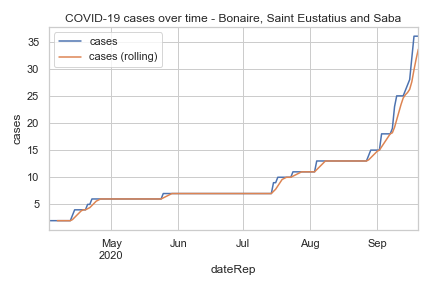 COVID-19 cases over time - Bonaire, Saint Eustatius and Saba
cases
cases (rolling)
35
30
25
20
15
10
5
cases
May Jun Jul Aug Sep
2020
dateRep